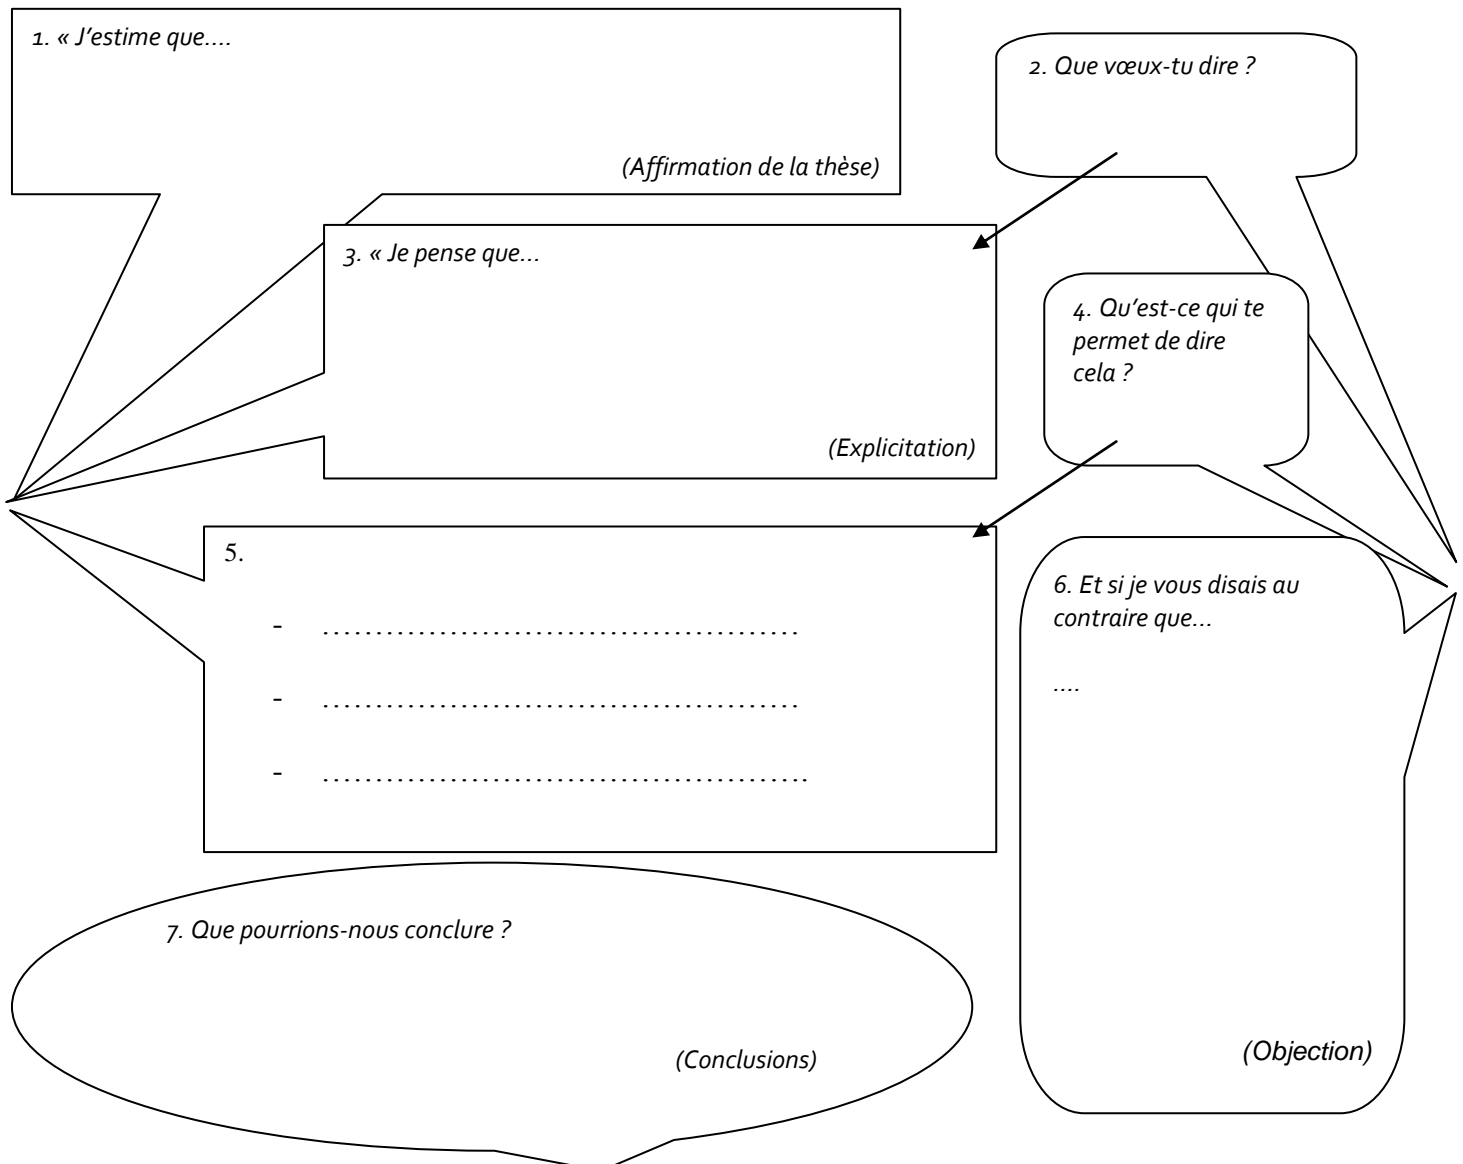 1. « J'estime que....
(Affirmation de la thèse)
2. Que vœux-tu dire ?
3. « Je pense que...
(Explicitation)
4. Qu'est-ce qui te
permet de dire
cela ?
5.
- ………………………………………
- ………………………………………
- ……………………………………….
6. Et si je vous disais au
contraire que...
....
(Objection)
7. Que pourrions-nous conclure ?
(Conclusions)